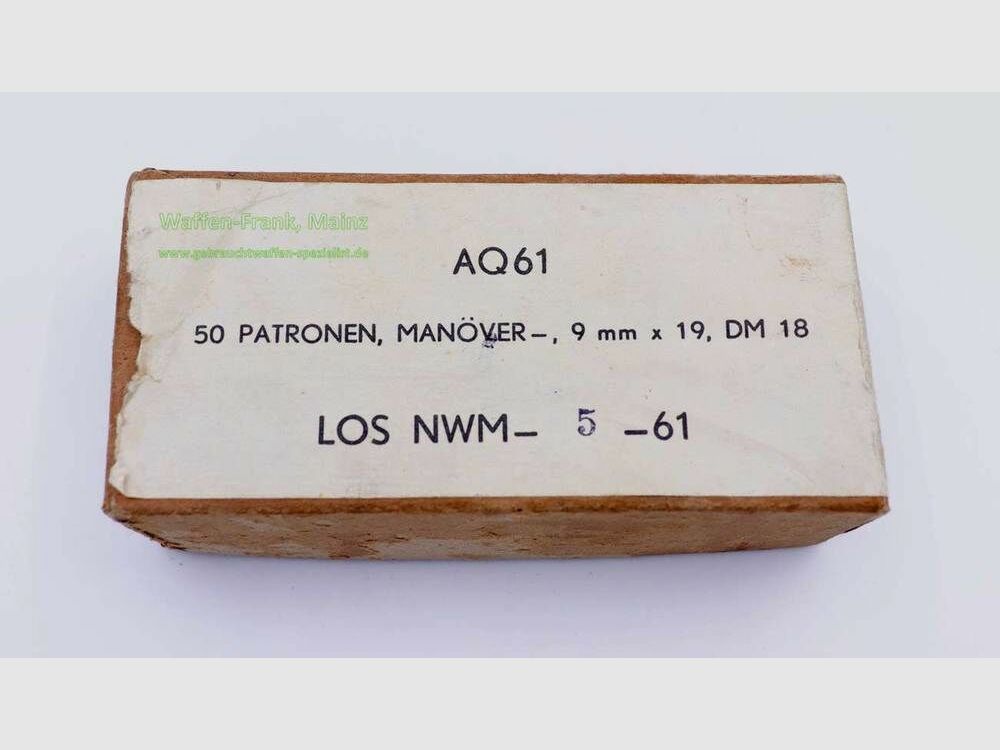 Waffen-Frank, Mainz
www.gebrauchtwaffen-spezialist.de
AQ61
50 PATRONEN, MANÖVER-, 9 mm x 19, DM 18
LOS NWM- 5 -61